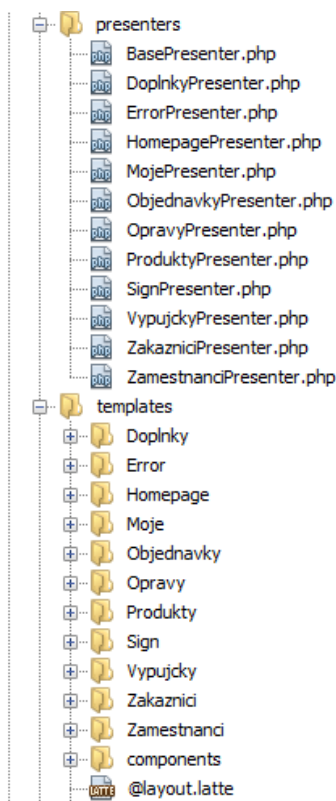 presenters
BasePresenter.php
DoplnkyPresenter.php
ErrorPresenter.php
HomepagePresenter.php
MojePresenter.php
ObjednavkyPresenter.php
OpravyPresenter.php
ProduktyPresenter.php
SignPresenter.php
VypujckyPresenter.php
ZakazniciPresenter.php
ZamestnanciPresenter.php
templates
Doplnky
Error
Homepage
Moje
Objednavky
Opravy
Produkty
Sign
Vypujcky
Zakaznici
Zamestnanci
components
@layout.latte